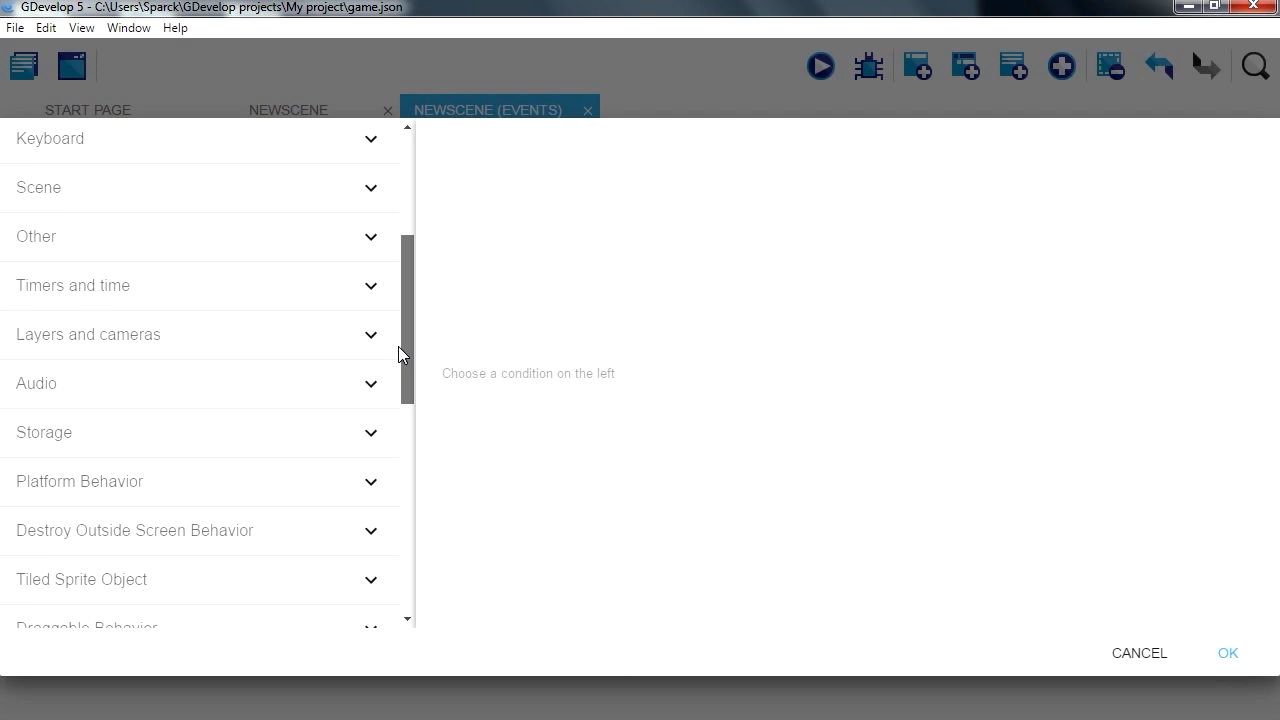 GDevelop 5 - C:\Users\Sparck\GDevelop projects\My project\game.json
File Edit View Window Help
START PAGE NEWSCENE NEWSCENE (EVENTS)
Keyboard
Scene
Other
Timers and time
Layers and cameras
Audio
Storage
Platform Behavior
Destroy Outside Screen Behavior
Tiled Sprite Object
Draggable Behavior
Choose a condition on the left
CANCEL OK